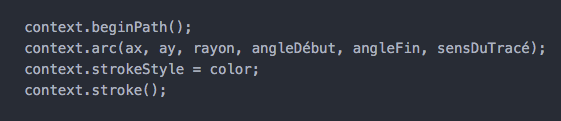 context.beginPath();
context.arc(ax, ay, rayon, angleDébut, angleFin, sensDuTracé);
context.strokeStyle = color;
context.stroke();